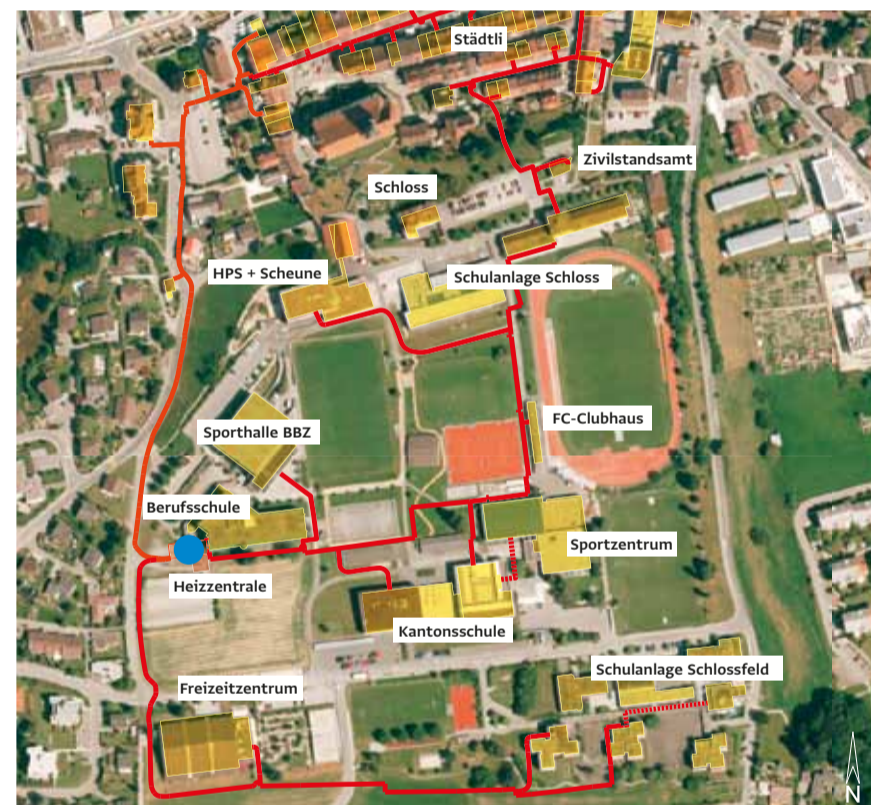 Städtli
Zivilstandsamt
Schloss
HPS + Scheune
Schulanlage Schloss
FC-Clubhaus
Sporthalle BBZ
Berufsschule
Sportzentrum
Heizzentrale
Kantonsschule
Schulanlage Schlossfeld
Freizeitzentrum
N